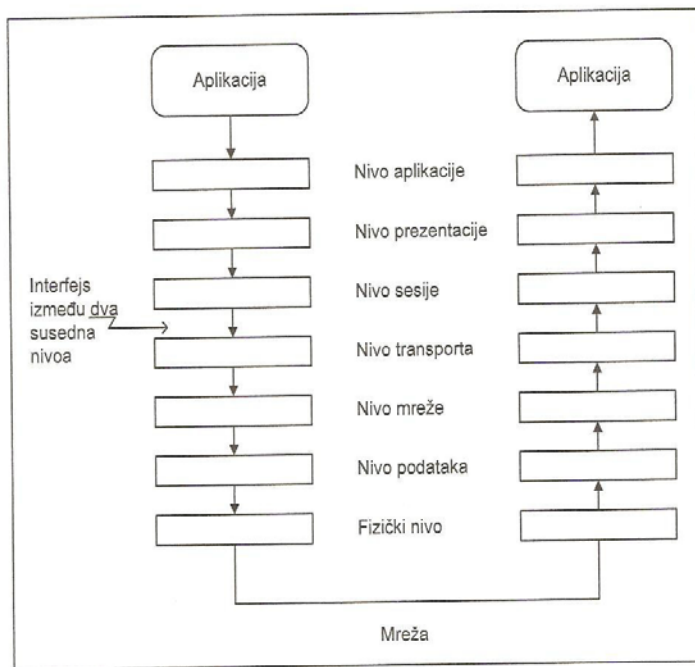 Aplikacija
Aplikacija
Nivo aplikacije
Nivo prezentacije
Interfejs
između dva
susedna
nivoa
Nivo sesije
Nivo transporta
Nivo mreže
Nivo podataka
Fizički nivo
Mreža